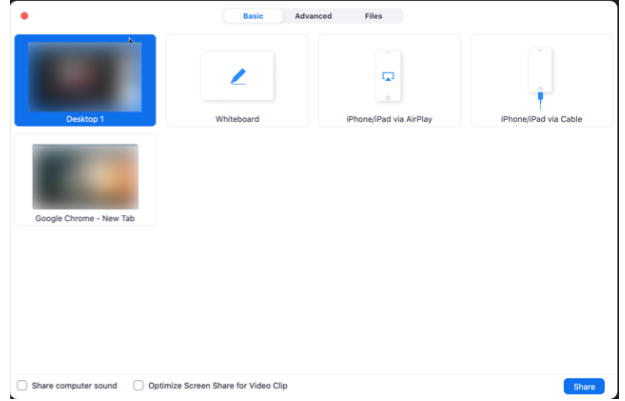 Basic Advanced Files
Desktop 1
Whiteboard
iPhone/iPad via AirPlay
iPhone/iPad via Cable
Google Chrome - New Tab
Share computer sound
Optimize Screen Share for Video Clip
Share